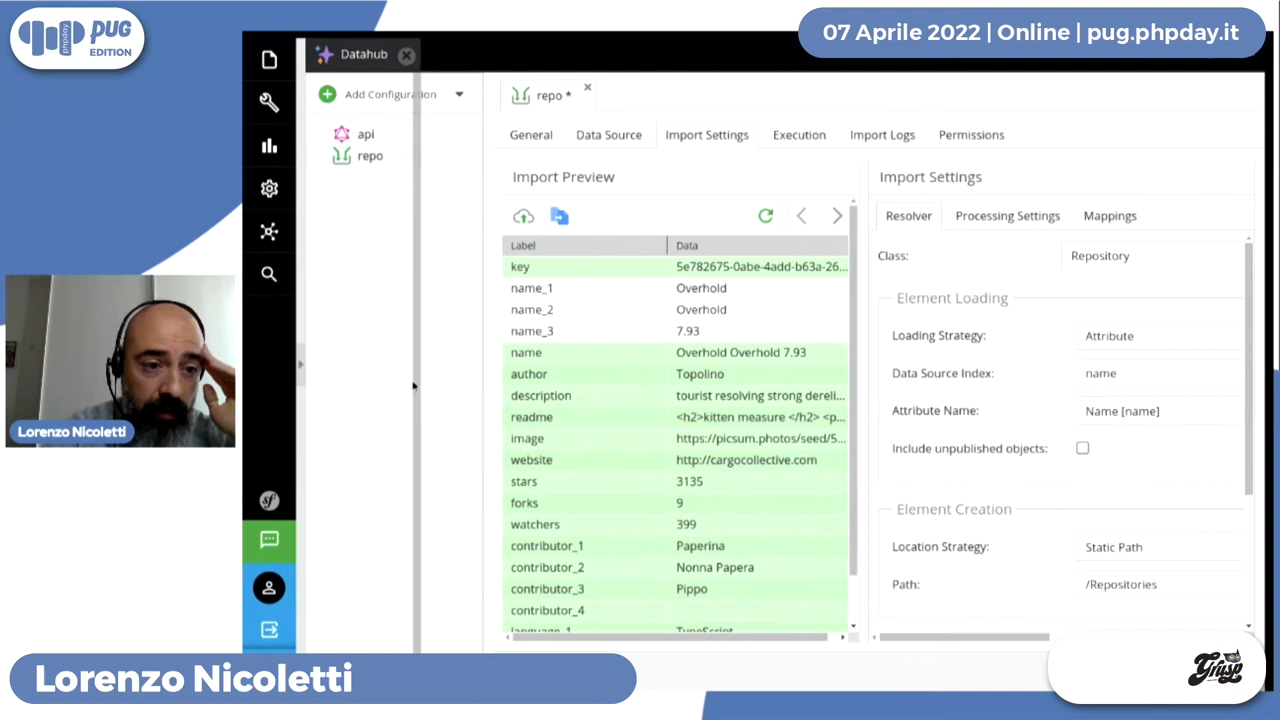 phpday
PUG
EDITION
07 Aprile 2022 | Online | pug.phpday.it
Datahub
Add Configuration
api
repo
repo *
General
Data Source
Import Settings
Execution
Import Logs
Permissions
Import Preview
Label Data
key 5e782675-0abe-4add-b63a-26...
name_1 Overhold
name_2 Overhold
name_3 7.93
name Overhold Overhold 7.93
author Topolino
description tourist resolving strong dereli...
readme <h2>kitten measure </h2> <p...
image https://picsum.photos/seed/5...
website http://cargocollective.com
stars 3135
forks 9
watchers 399
contributor_1 Paperina
contributor_2 Nonna Papera
contributor_3 Pippo
contributor_4
language_1 TypeScript
Import Settings
Resolver
Processing Settings
Mappings
Class: Repository
Element Loading
Loading Strategy: Attribute
Data Source Index: name
Attribute Name: Name [name]
Include unpublished objects:
Element Creation
Location Strategy: Static Path
Path: /Repositories
sf
Lorenzo Nicoletti
Lorenzo Nicoletti
Grusp